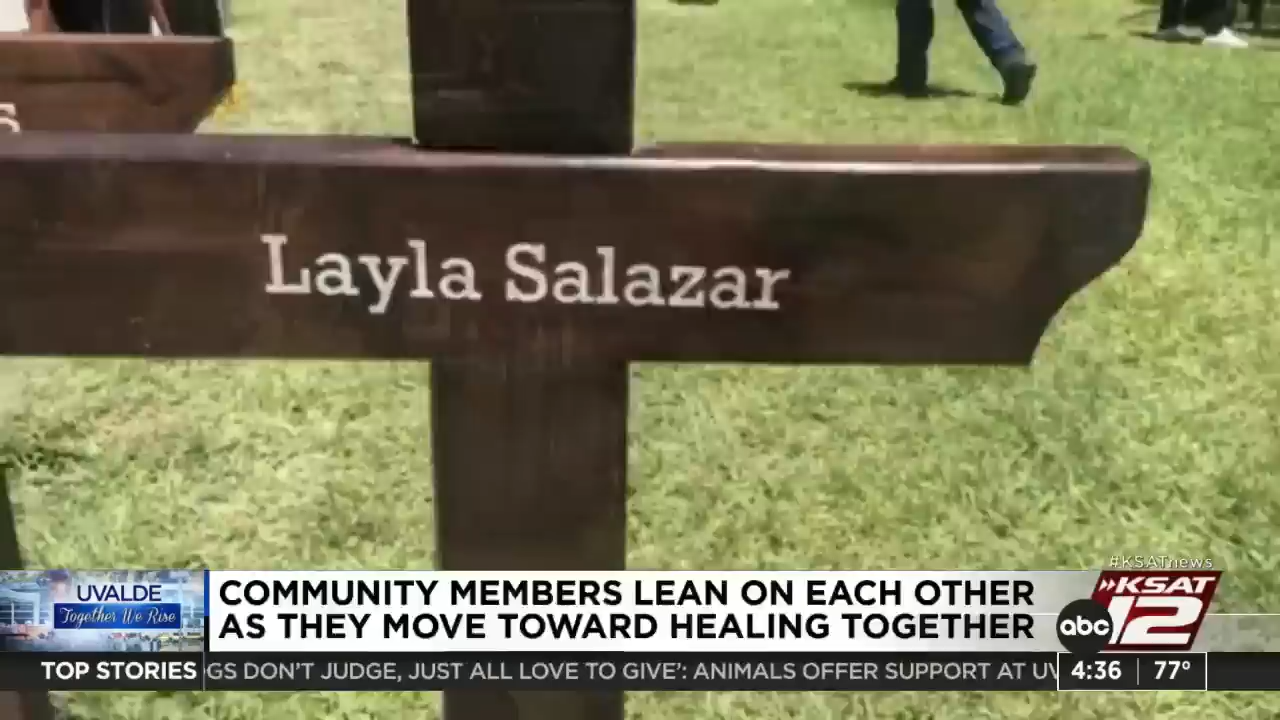 s
Layla Salazar
#KSATnews
UVALDE
Together We Rise
COMMUNITY MEMBERS LEAN ON EACH OTHER
AS THEY MOVE TOWARD HEALING TOGETHER
KSAT
abc 12
TOP STORIES
GS DON'T JUDGE, JUST ALL LOVE TO GIVE': ANIMALS OFFER SUPPORT AT UV
4:36 77°